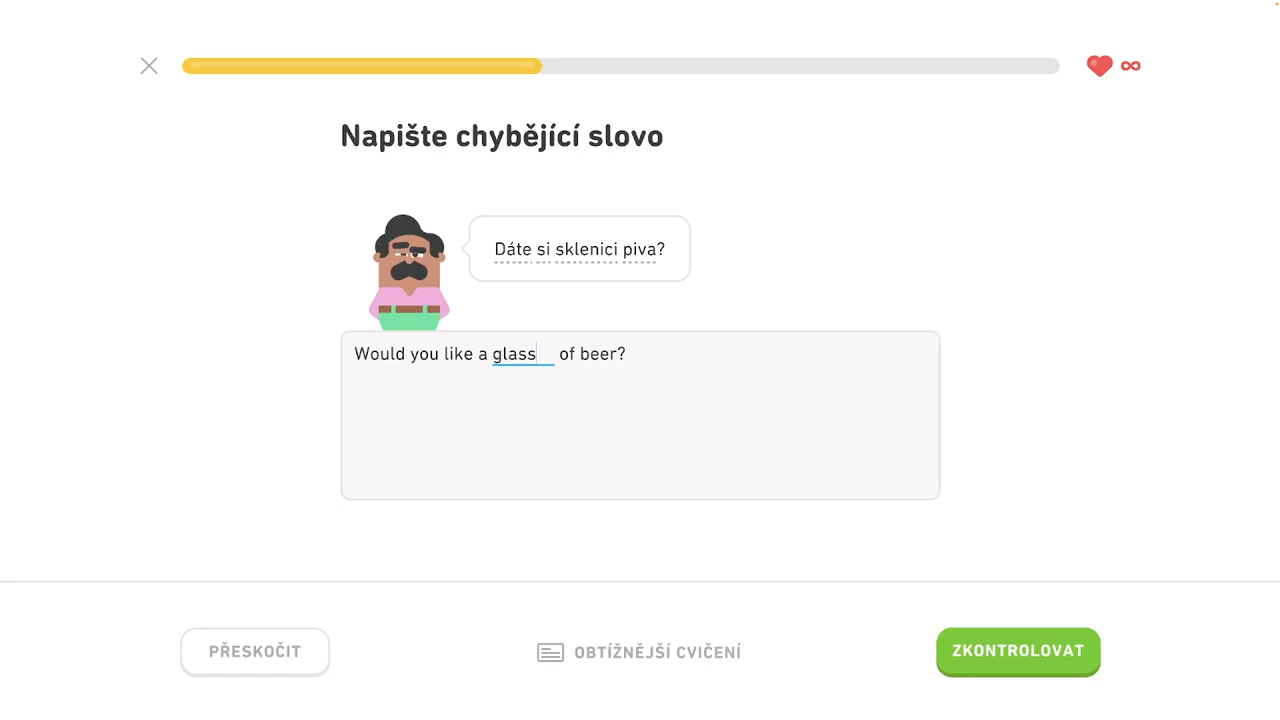 Napište chybějící slovo
Dáte si sklenici piva?
Would you like a glass of beer?
PŘESKOČIT
OBTÍŽNĚJŠÍ CVIČENÍ
ZKONTROLOVAT